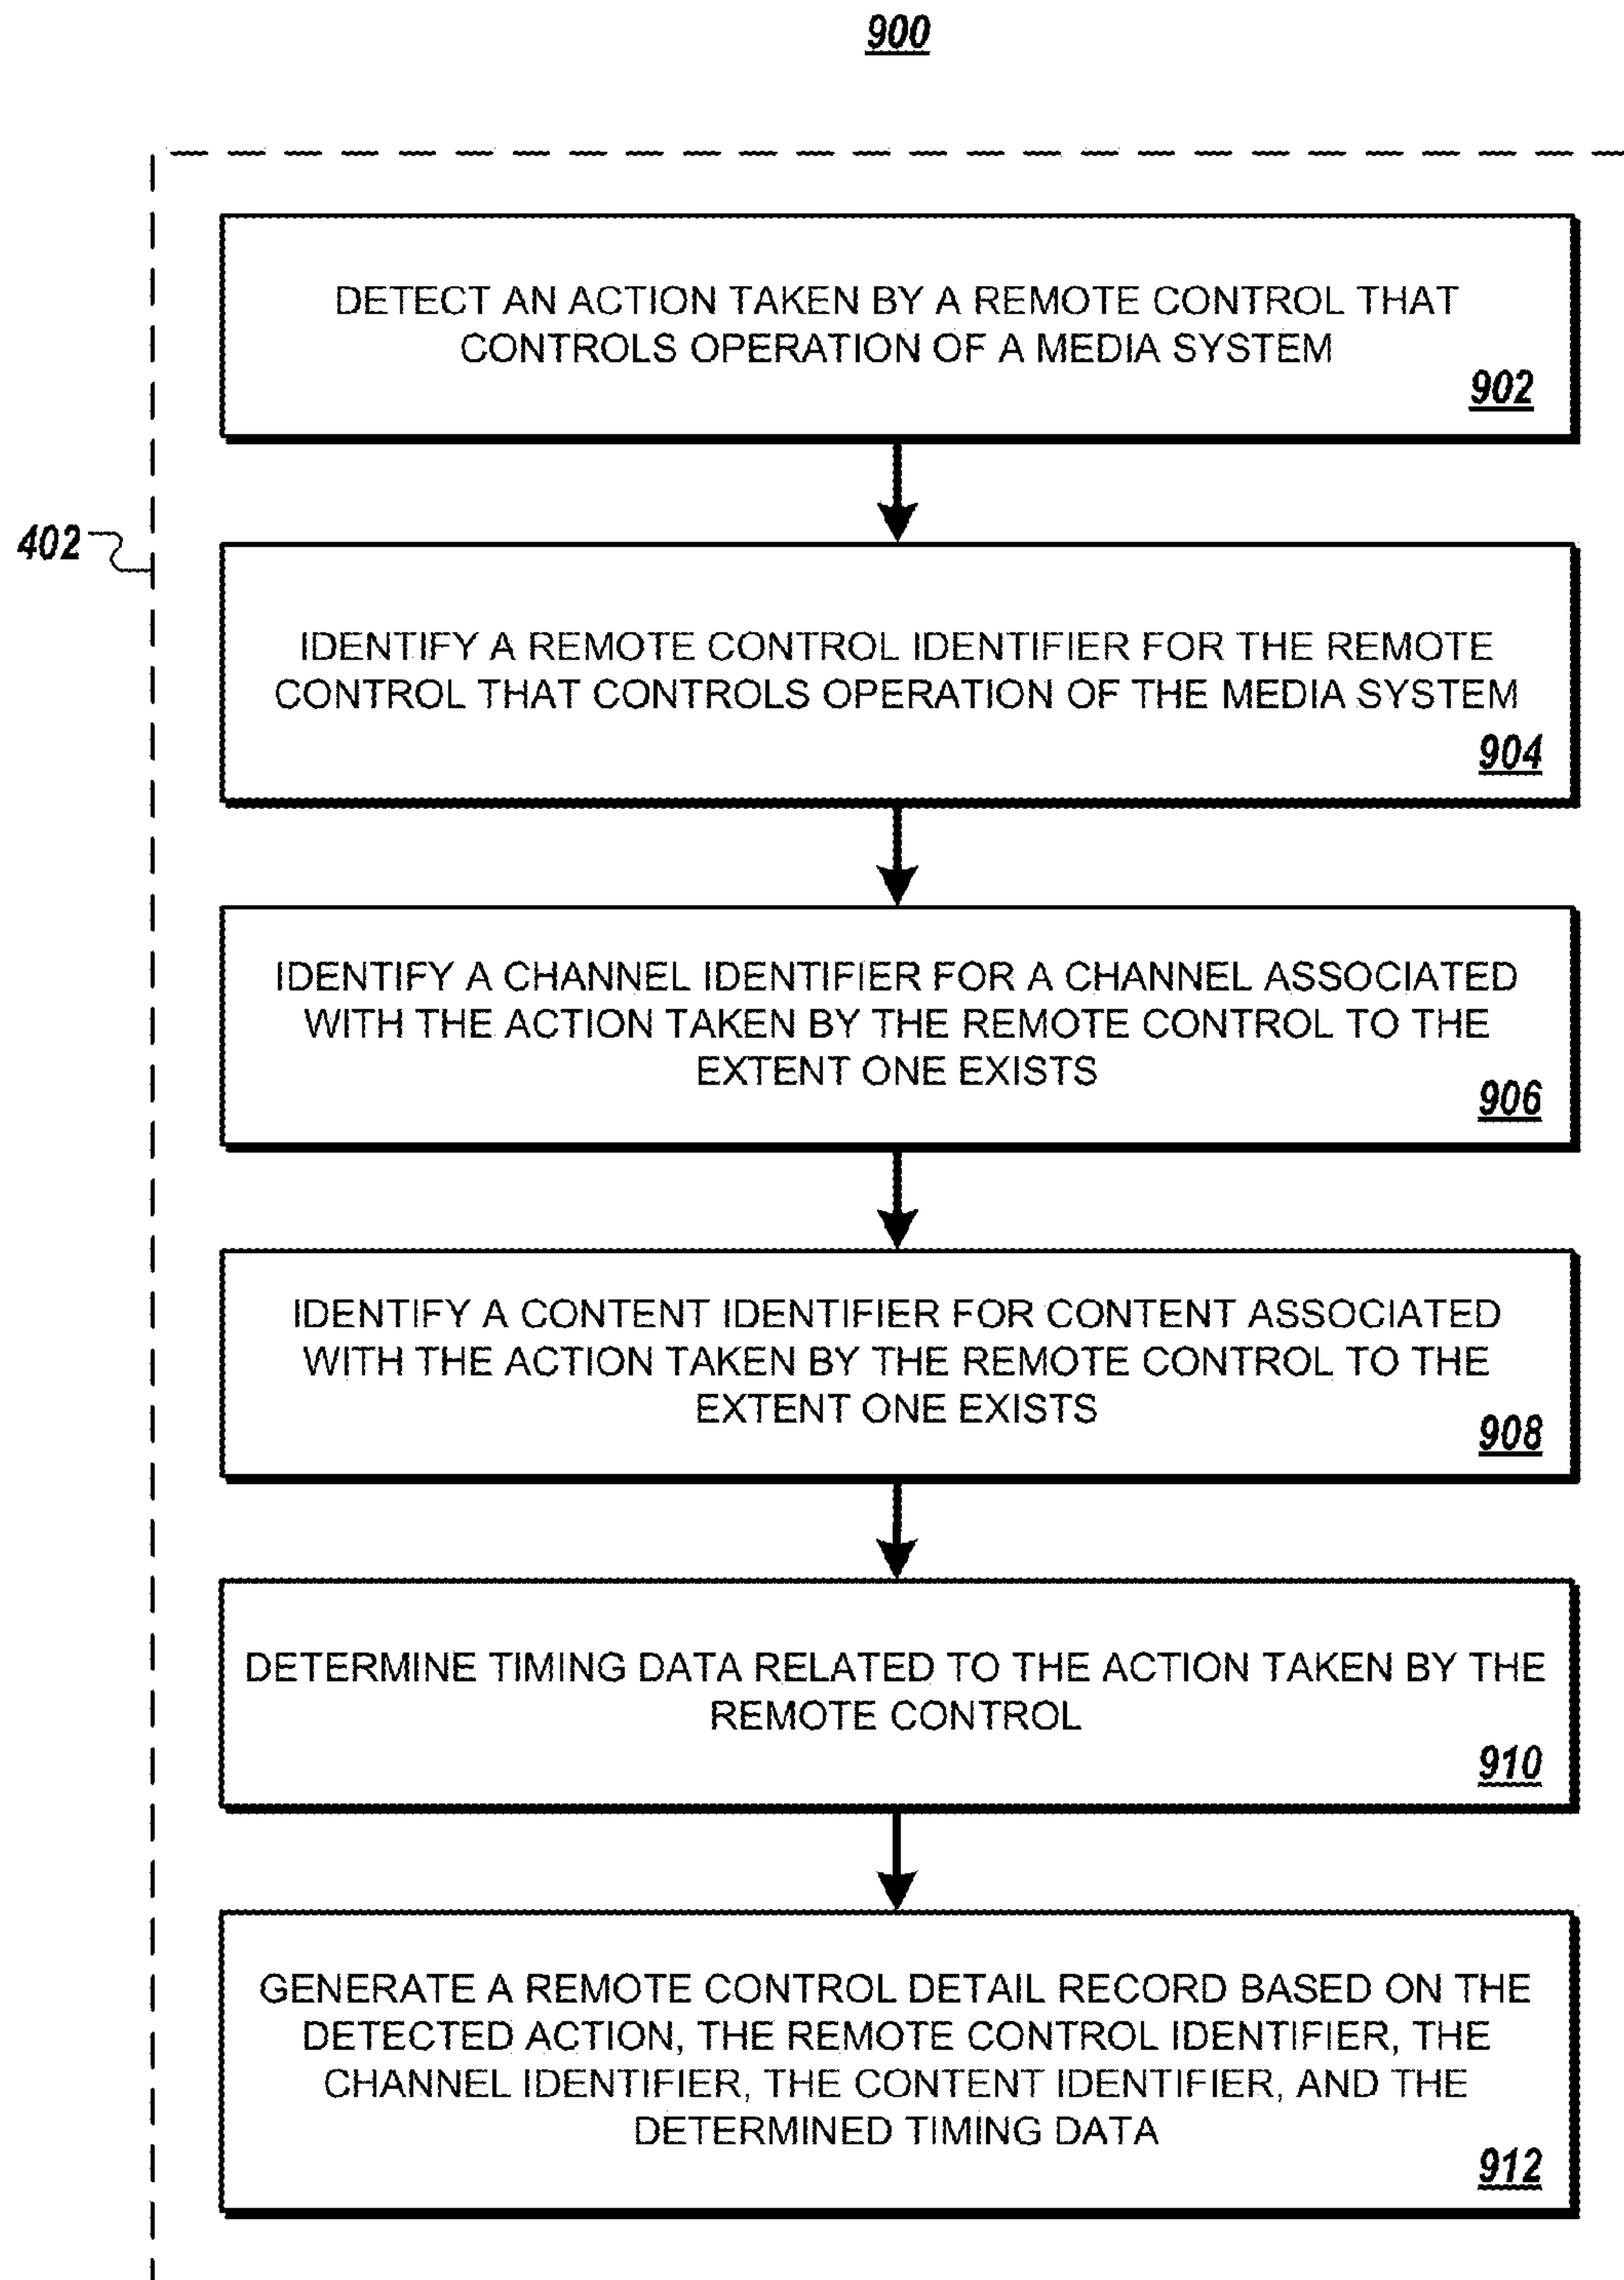 900
DETECT AN ACTION TAKEN BY A REMOTE CONTROL THAT
CONTROLS OPERATION OF A MEDIA SYSTEM
902
402
IDENTIFY A REMOTE CONTROL IDENTIFIER FOR THE REMOTE
CONTROL THAT CONTROLS OPERATION OF THE MEDIA SYSTEM
904
IDENTIFY A CHANNEL IDENTIFIER FOR A CHANNEL ASSOCIATED
WITH THE ACTION TAKEN BY THE REMOTE CONTROL TO THE
EXTENT ONE EXISTS
906
IDENTIFY A CONTENT IDENTIFIER FOR CONTENT ASSOCIATED
WITH THE ACTION TAKEN BY THE REMOTE CONTROL TO THE
EXTENT ONE EXISTS
908
DETERMINE TIMING DATA RELATED TO THE ACTION TAKEN BY THE
REMOTE CONTROL
910
GENERATE A REMOTE CONTROL DETAIL RECORD BASED ON THE
DETECTED ACTION, THE REMOTE CONTROL IDENTIFIER, THE
CHANNEL IDENTIFIER, THE CONTENT IDENTIFIER, AND THE
DETERMINED TIMING DATA
912